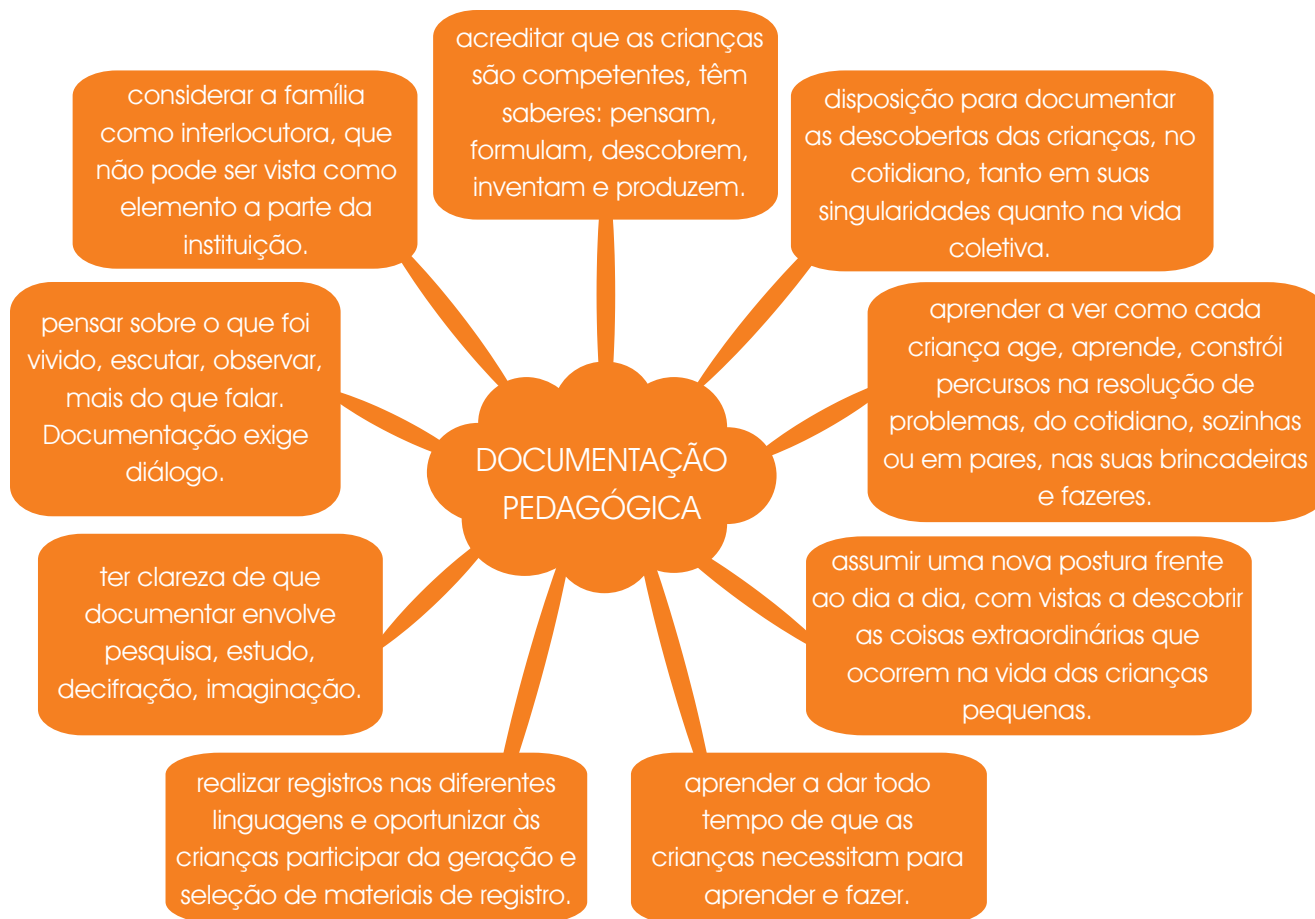 acreditar que as crianças
são competentes, têm
saberes: pensam,
formulam, descobrem,
inventam e produzem.
disposição para documentar
as descobertas das crianças, no
cotidiano, tanto em suas
singularidades quanto na vida
coletiva.
aprender a ver como cada
criança age, aprende, constrói
percursos na resolução de
problemas, do cotidiano, sozinhas
ou em pares, nas suas brincadeiras
e fazeres.
assumir uma nova postura frente
ao dia a dia, com vistas a descobrir
as coisas extraordinárias que
ocorrem na vida das crianças
pequenas.
aprender a dar todo
tempo de que as
crianças necessitam para
aprender e fazer.
realizar registros nas diferentes
linguagens e oportunizar às
crianças participar da geração e
seleção de materiais de registro.
ter clareza de que
documentar envolve
pesquisa, estudo,
decifração, imaginação.
pensar sobre o que foi
vivido, escutar, observar,
mais do que falar.
Documentação exige
diálogo.
considerar a família
como interlocutora, que
não pode ser vista como
elemento a parte da
instituição.
DOCUMENTAÇÃO
PEDAGÓGICA